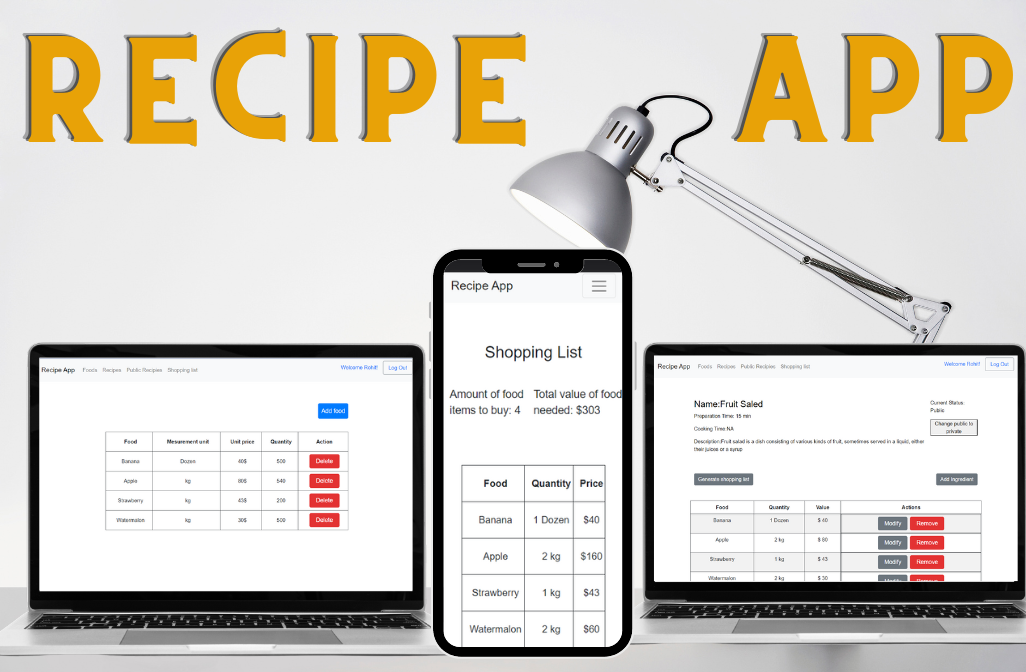 RECIPE APP
Recipe App Foods Recipes Public Recipes Shopping list Welcome Rohit! Log Out
Add food
Food Mesurement unit Unit price Quantity Action
Banana Dozen 40$ 500 Delete
Apple kg 80$ 540 Delete
Strawberry kg 43$ 200 Delete
Watermalon kg 30$ 500 Delete
Recipe App
Shopping List
Amount of food items to buy: 4
Total value of food needed: $303
Food Quantity Price
Banana 1 Dozen $40
Apple 2 kg $160
Strawberry 1 kg $43
Watermalon 2 kg $60
Recipe App Foods Recipes Public Recipes Shopping list Welcome Rohit! Log Out
Name:Fruit Saled
Preparation Time: 15 min
Cooking Time:NA
Description:Fruit salad is a dish consisting of various kinds of fruit, sometimes served in a liquid, either
their juices or a syrup
Current Status:
Public
Change public to
private
Generate shopping list
Add ingredient
Food Quantity Value Actions
Banana 1 Dozen $ 40 Modify Remove
Apple 2 kg $ 80 Modify Remove
Strawberry 1 kg $ 43 Modify Remove
Watermalon 2 kg $ 30 Modify Remove